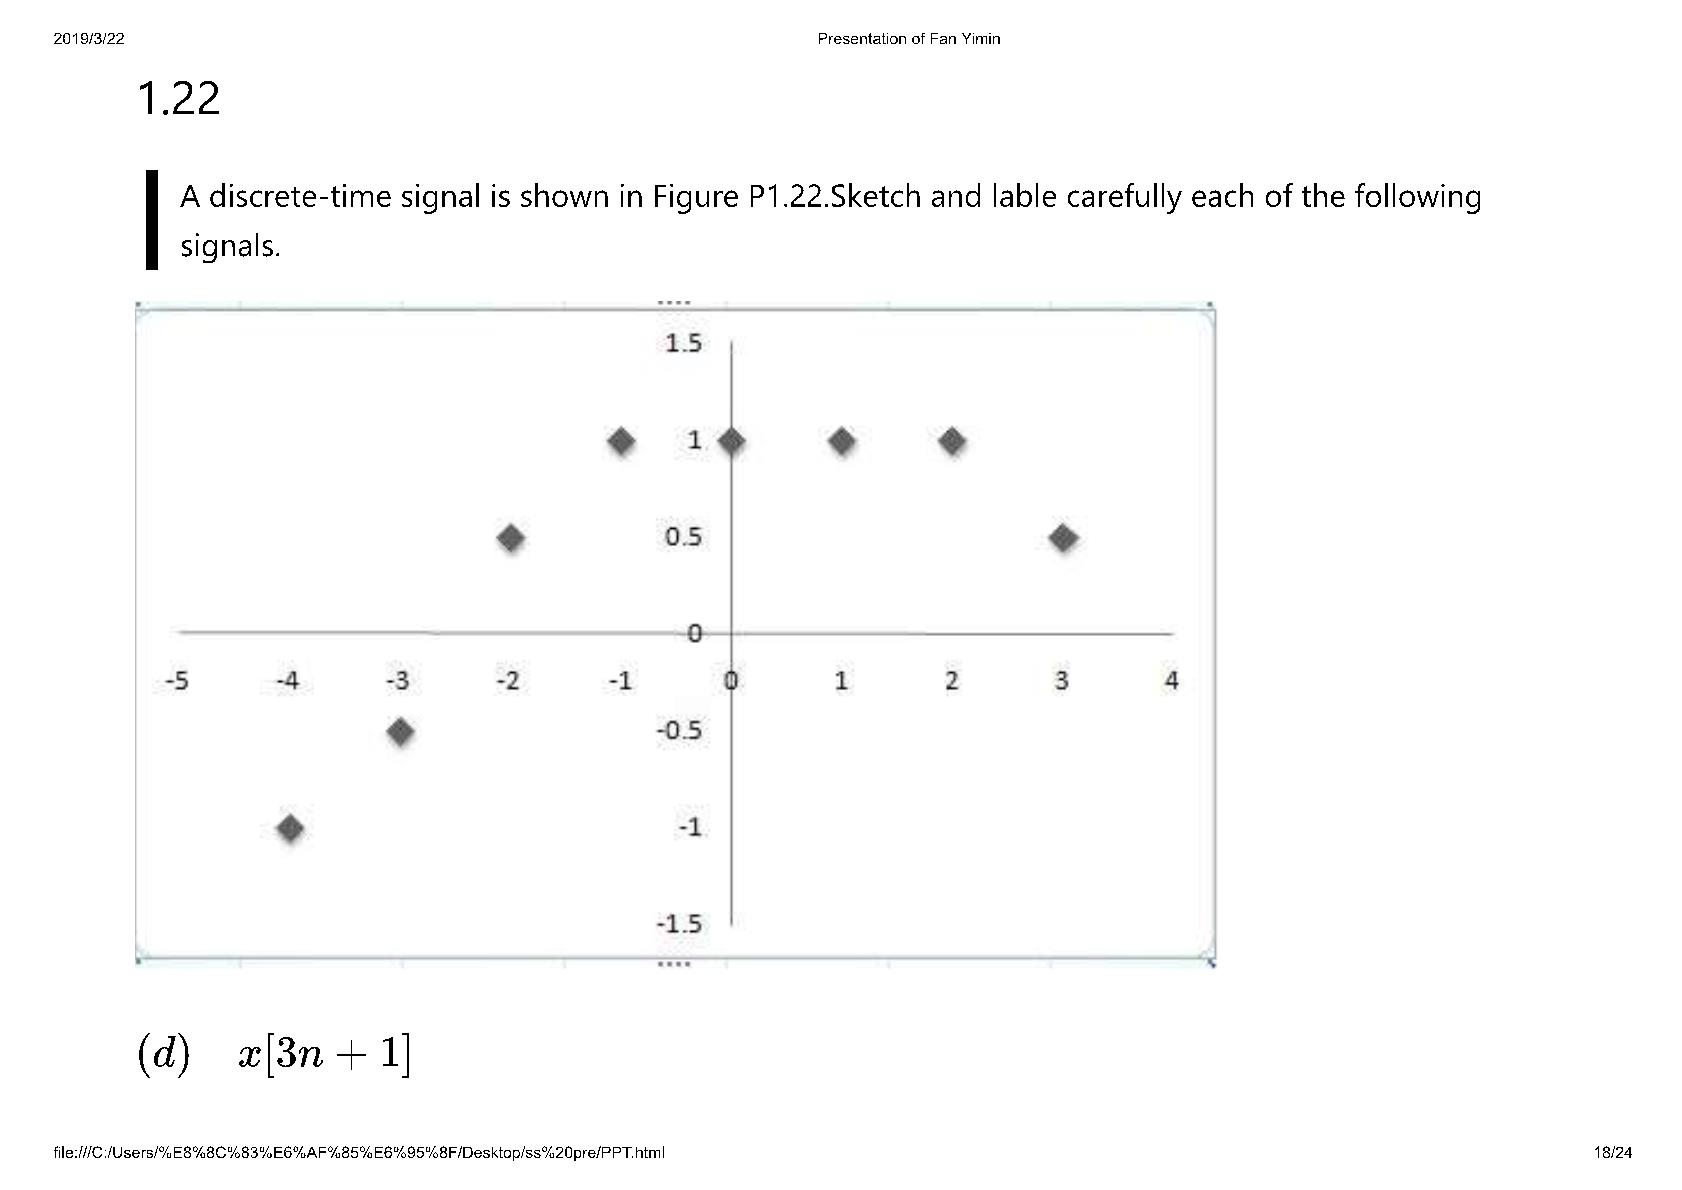 2019/3/22 Presentation of Fan Yimin
1.22
A discrete-time signal is shown in Figure P1.22.Sketch and lable carefully each of the following
signals.
1.5
1
0.5
0
-5 -4 -3 -2 -1 0 1 2 3 4
-0.5
-1
-1.5
(d) x[3n + 1]
file:///C:/Users/%E8%8C%83%E6%AF%85%E6%95%8F/Desktop/ss%20pre/PPT.html 18/24